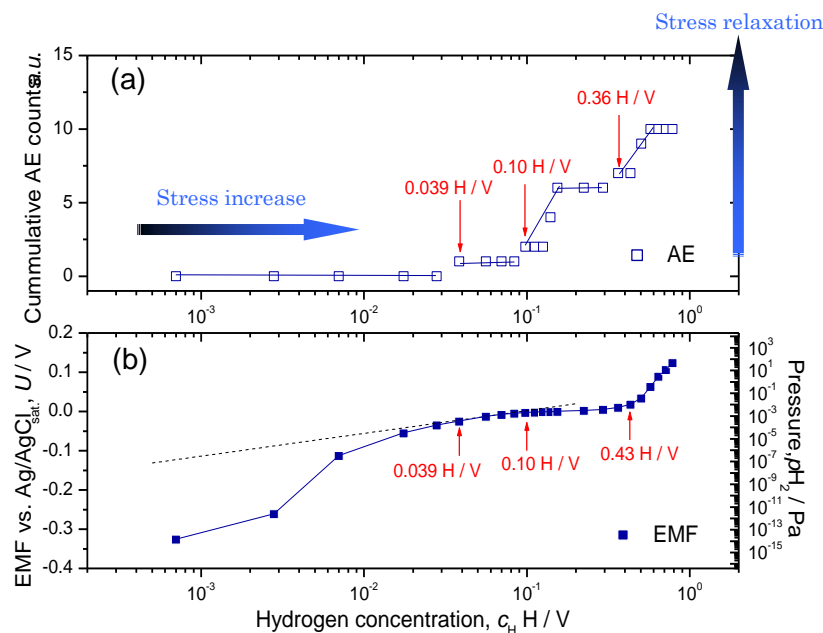 Stress relaxation
15
(a)
0.36 H / V
10
0.10 H / V
0.039 H / V
Stress increase
5
AE
0
Cummulative AE counts a.u.
10-3
10-2
10-1
100
0.2
(b)
103
0.1
101
10-1
0.0
10-3
10-5
-0.1
0.039 H / V
0.10 H / V
0.43 H / V
10-7
10-9
-0.2
10-11
-0.3
EMF
10-13
10-15
-0.4
EMF vs. Ag/AgClsat. U / V
Pressure, pH2 / Pa
10-3
10-2
10-1
100
Hydrogen concentration, cH H / V